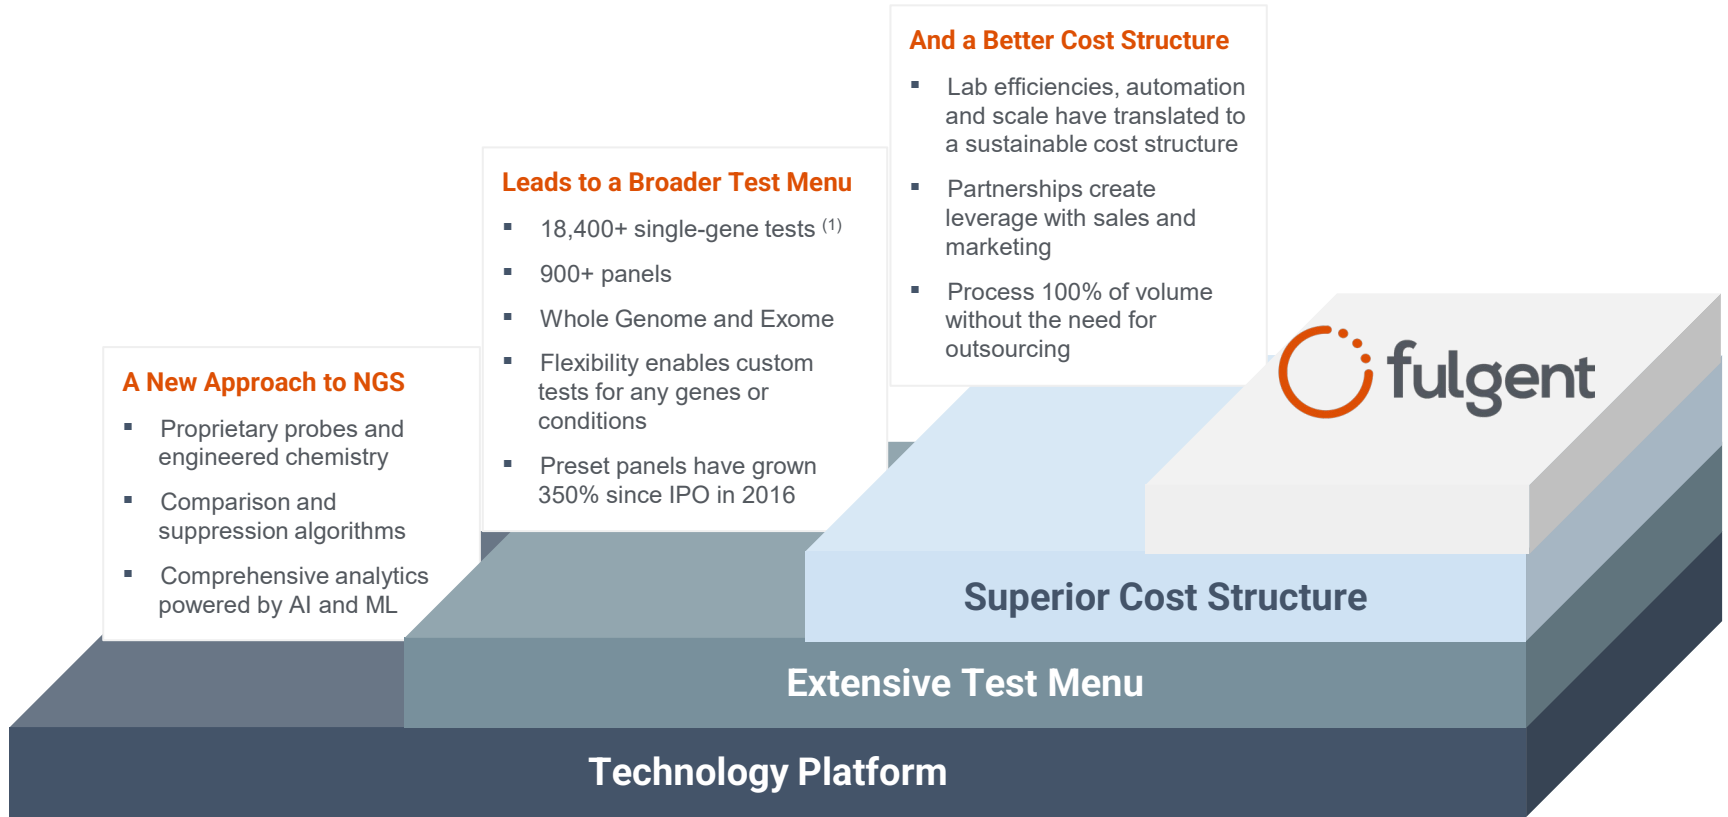 A New Approach to NGS
▪ Proprietary probes and
engineered chemistry
▪ Comparison and
suppression algorithms
▪ Comprehensive analytics
powered by AI and ML
Leads to a Broader Test Menu
▪ 18,400+ single-gene tests (1)
▪ 900+ panels
▪ Whole Genome and Exome
▪ Flexibility enables custom
tests for any genes or
conditions
▪ Preset panels have grown
350% since IPO in 2016
And a Better Cost Structure
▪ Lab efficiencies, automation
and scale have translated to
a sustainable cost structure
▪ Partnerships create
leverage with sales and
marketing
▪ Process 100% of volume
without the need for
outsourcing
fulgent
Superior Cost Structure
Extensive Test Menu
Technology Platform